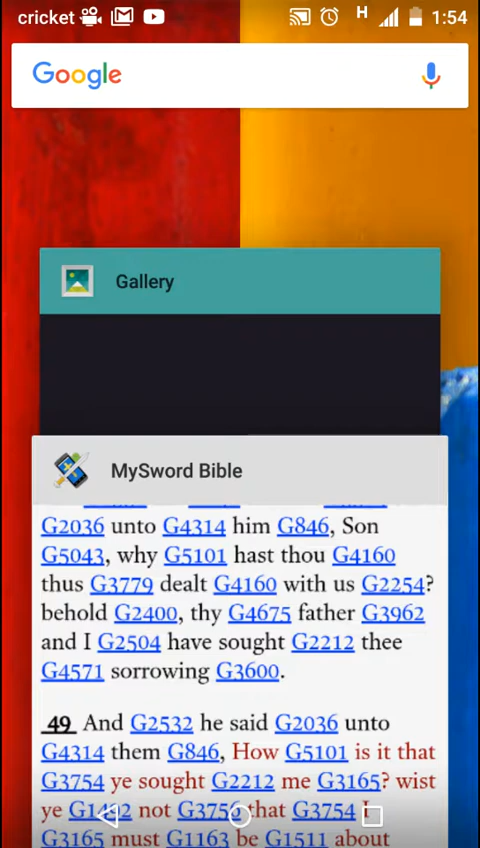 cricket H 1:54
Google
Gallery
MySword Bible
G2036 unto G4314 him G846, Son
G5043, why G5101 hast thou G4160
thus G3779 dealt G4160 with us G2254?
behold G2400, thy G4675 father G3962
and I G2504 have sought G2212 thee
G4571 sorrowing G3600.
49 And G2532 he said G2036 unto
G4314 them G846, How G5101 is it that
G3754 ye sought G2212 me G3165? wist
ye G1492 not G3756 that G3754 I
G3165 must G1163 be G1511 about